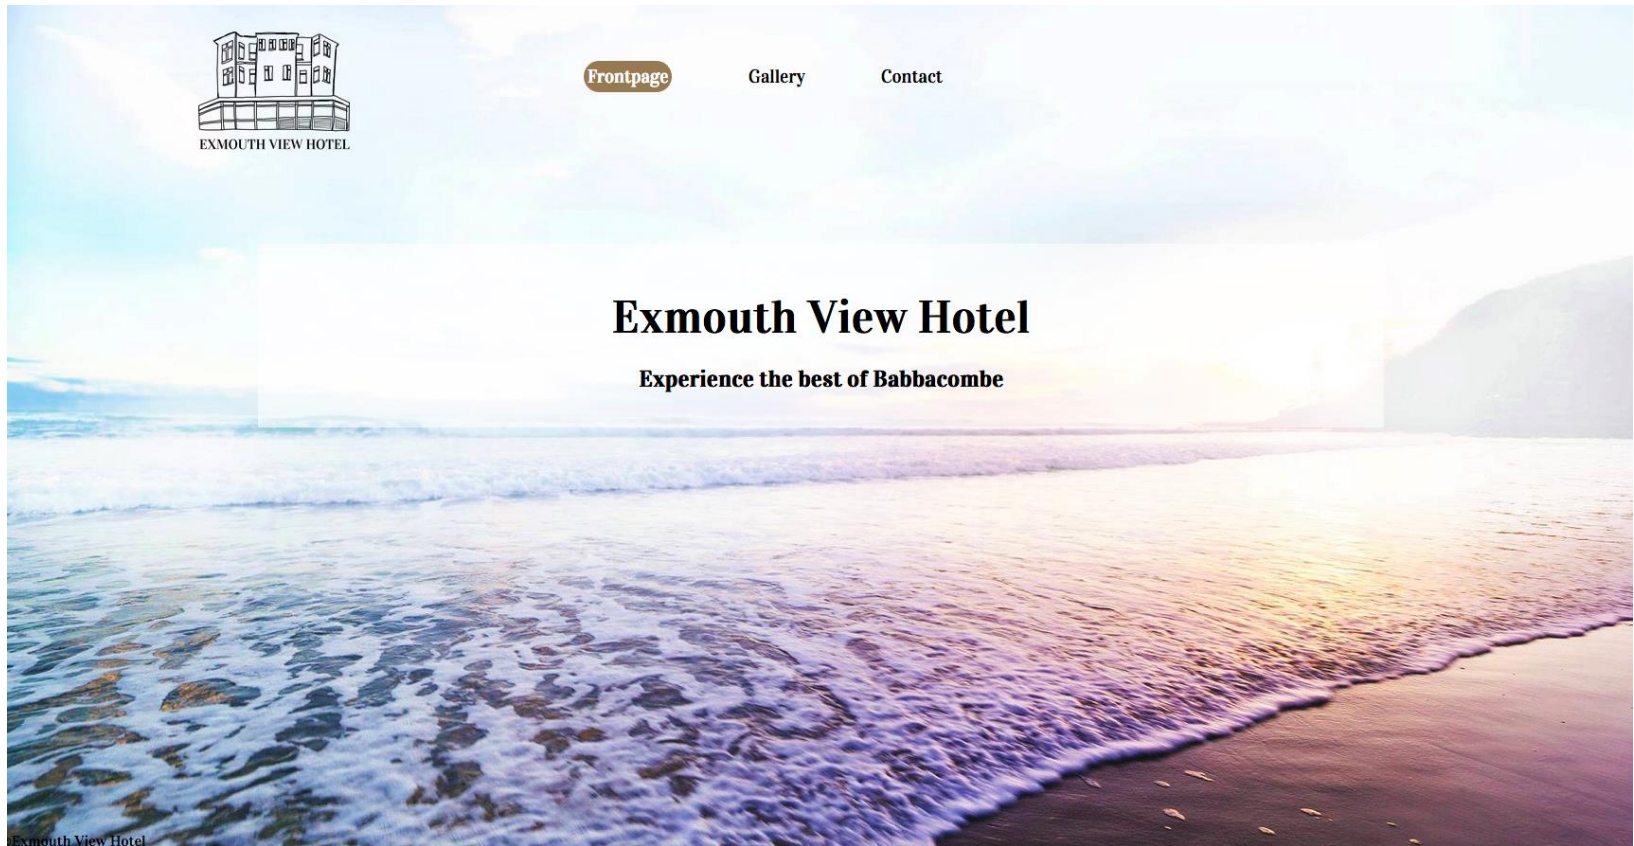 Frontpage Gallery Contact
EXMOUTH VIEW HOTEL
Exmouth View Hotel
Experience the best of Babbacombe
©Exmouth View Hotel